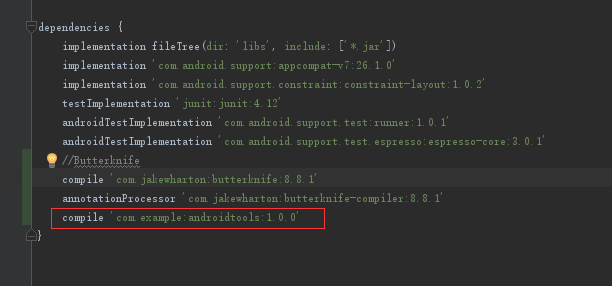 dependencies {
implementation fileTree(dir: 'libs', include: ['*.jar'])
implementation 'com.android.support:appcompat-v7:26.1.0'
implementation 'com.android.support.constraint:constraint-layout:1.0.2'
testImplementation 'junit:junit:4.12'
androidTestImplementation 'com.android.support.test:runner:1.0.1'
androidTestImplementation 'com.android.support.test.espresso:espresso-core:3.0.1'
//Butterknife
compile 'com.jakewharton:butterknife:8.8.1'
annotationProcessor 'com.jakewharton:butterknife-compiler:8.8.1'
compile 'com.example:androidtools:1.0.0'
}